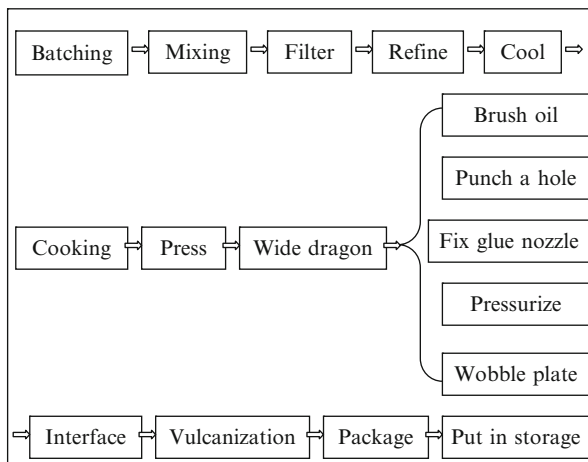 Batching Mixing Filter Refine Cool
Brush oil
Punch a hole
Cooking Press Wide dragon Fix glue nozzle
Pressurize
Wobble plate
Interface Vulcanization Package Put in storage